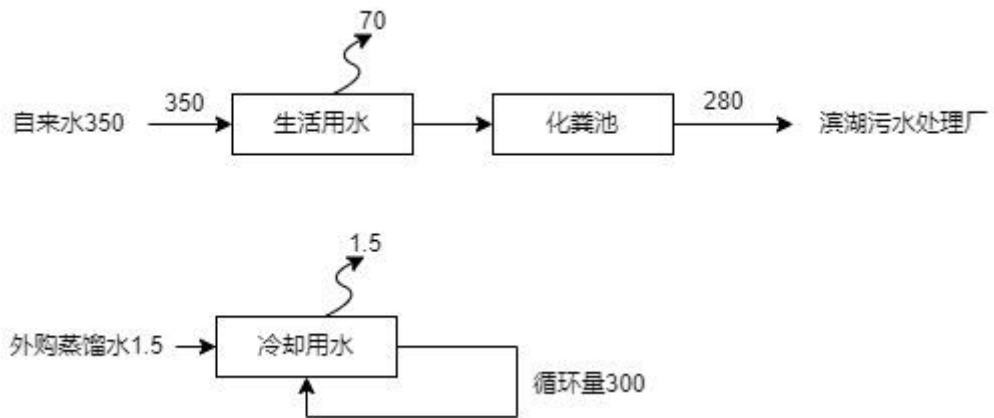 70
自来水350
350
生活用水
化粪池
280
滨湖污水处理厂
1.5
外购蒸馏水1.5
冷却用水
循环量300